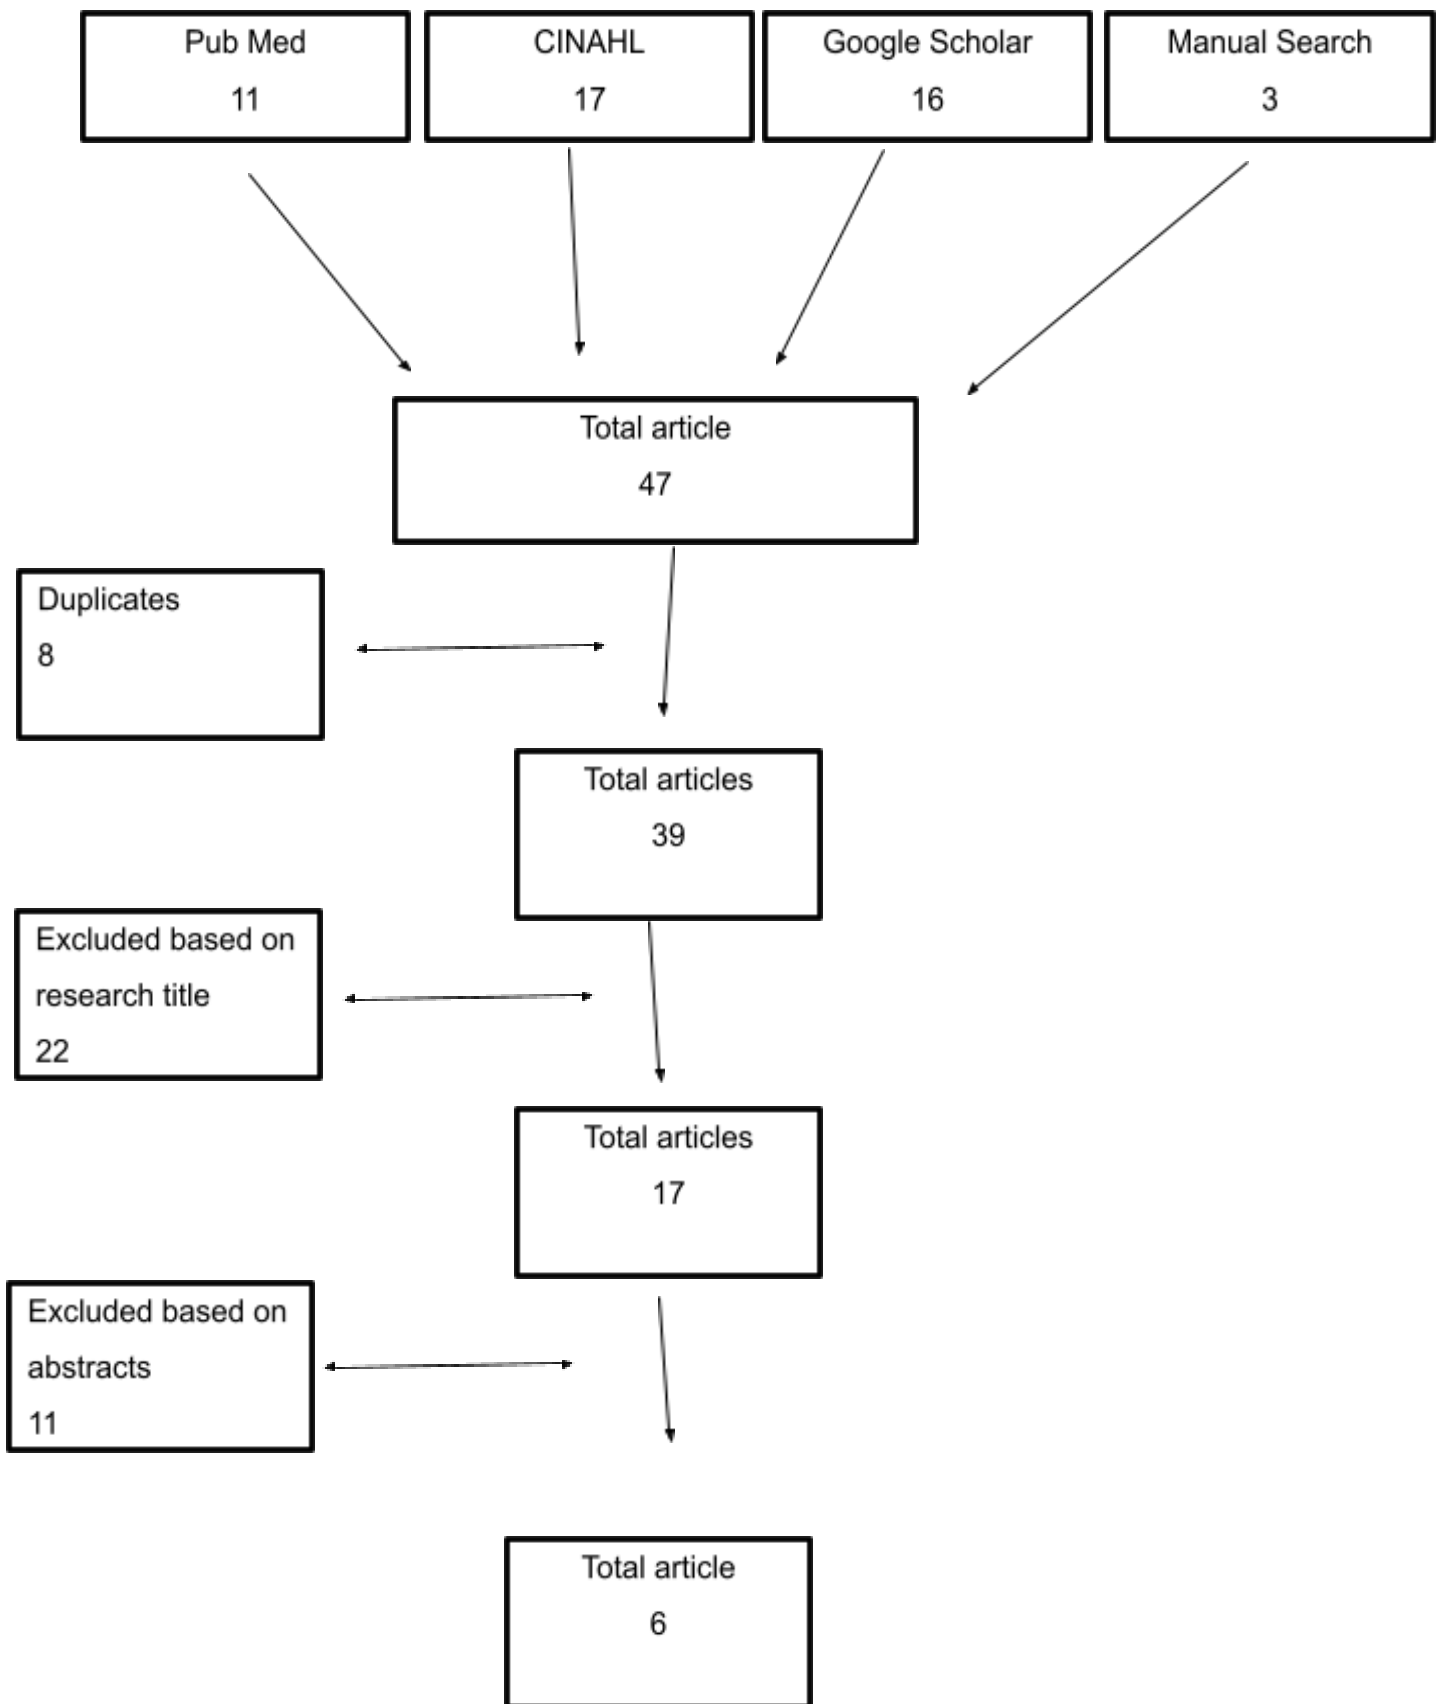 Pub Med
11
CINAHL
17
Google Scholar
16
Manual Search
3
Total article
47
Duplicates
8
Total articles
39
Excluded based on
research title
22
Total articles
17
Excluded based on
abstracts
11
Total article
6